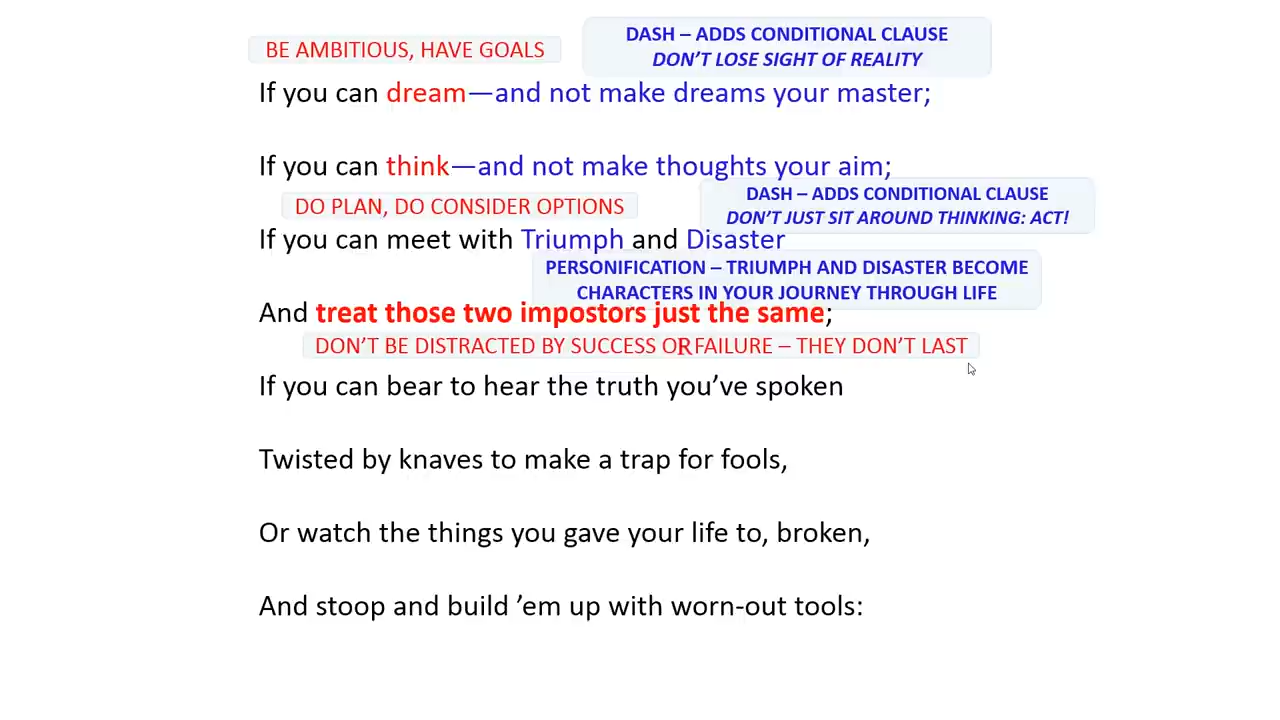 BE AMBITIOUS, HAVE GOALS
DASH – ADDS CONDITIONAL CLAUSE
DON’T LOSE SIGHT OF REALITY
If you can dream—and not make dreams your master;
If you can think—and not make thoughts your aim;
DO PLAN, DO CONSIDER OPTIONS
DASH – ADDS CONDITIONAL CLAUSE
DON’T JUST SIT AROUND THINKING: ACT!
If you can meet with Triumph and Disaster
PERSONIFICATION – TRIUMPH AND DISASTER BECOME
CHARACTERS IN YOUR JOURNEY THROUGH LIFE
And treat those two impostors just the same;
DON’T BE DISTRACTED BY SUCCESS OR FAILURE – THEY DON’T LAST
If you can bear to hear the truth you’ve spoken
Twisted by knaves to make a trap for fools,
Or watch the things you gave your life to, broken,
And stoop and build ’em up with worn-out tools: